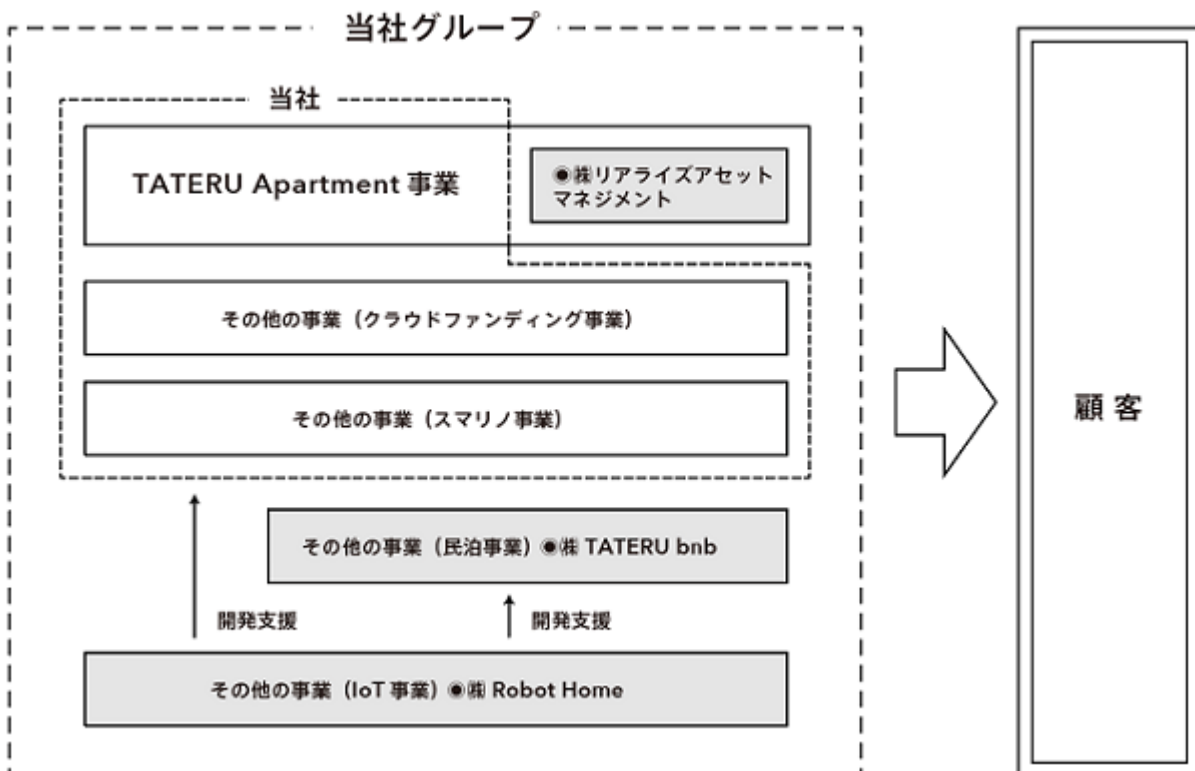 当社グループ
当社
TATERU Apartment 事業
◉㈱リアライズアセット
マネジメント
その他の事業（クラウドファンディング事業）
その他の事業（スマリノ事業）
顧 客
その他の事業（民泊事業）◉㈱ TATERU bnb
開発支援
開発支援
その他の事業（IoT 事業）◉㈱ Robot Home